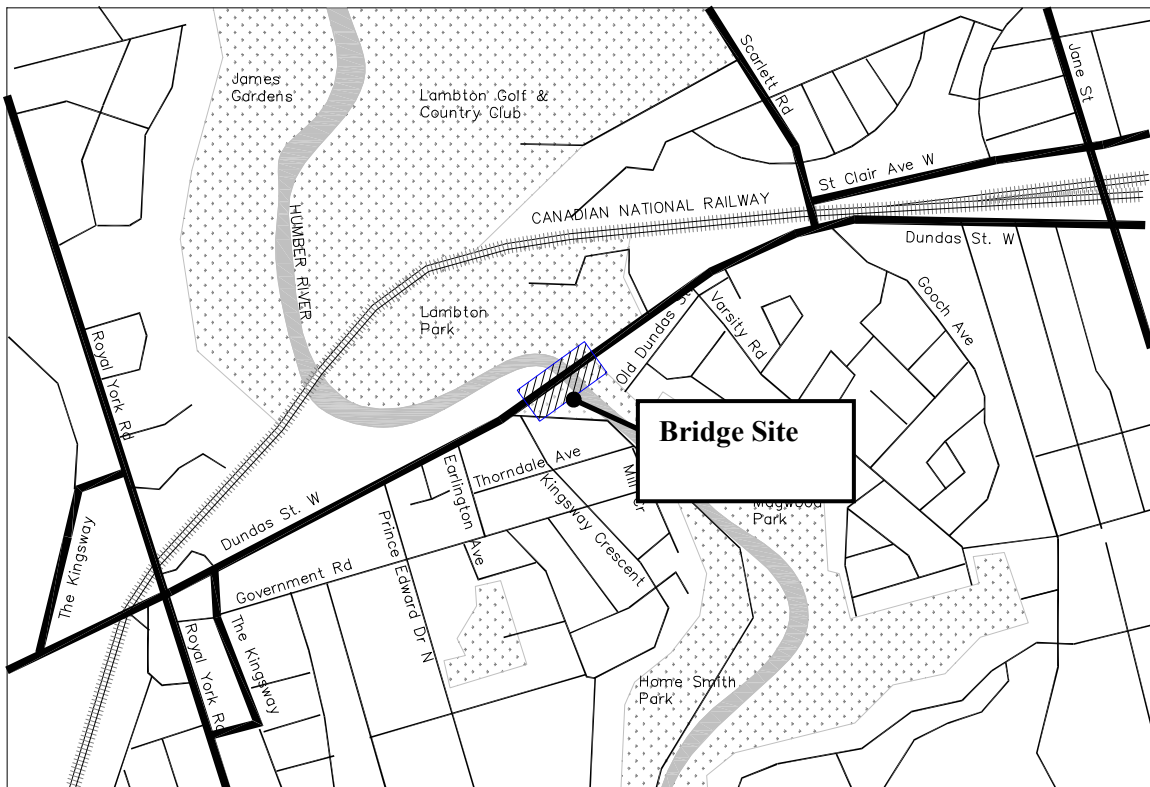 James
Gardens
Lambton Golf &
Country Club
Scarlett Rd
Jane St
St Clair Ave W
CANADIAN NATIONAL RAILWAY
HUMBER RIVER
Dundas St. W
Lambton
Park
Gooch Ave
Old Dundas St
Varsity Rd
Royal York Rd
Bridge Site
Thorndale Ave
Earlington Ave
Kingsway Crescent
Magwood
Park
Dundas St. W
Prince Edward Dr N
The Kingsway
Government Rd
The Kingsway
Royal York Rd
Home Smith
Park